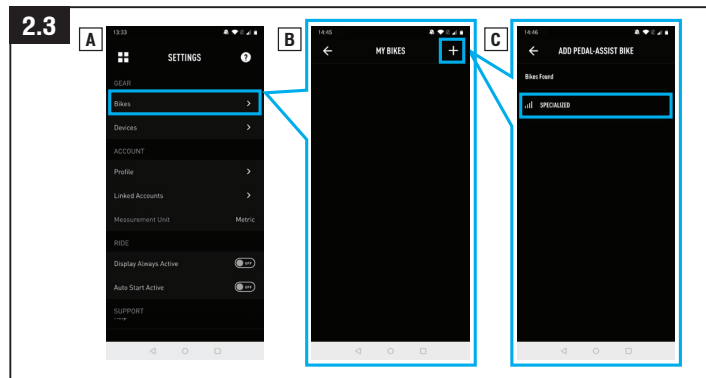 2.3
A
13:33
SETTINGS
?
GEAR
Bikes
Devices
ACCOUNT
Profile
Linked Accounts
Measurement Unit Metric
RIDE
Display Always Active OFF
Auto Start Active OFF
SUPPORT
B
14:45
MY BIKES
C
14:46
ADD PEDAL-ASSIST BIKE
Bikes Found
SPECIALIZED